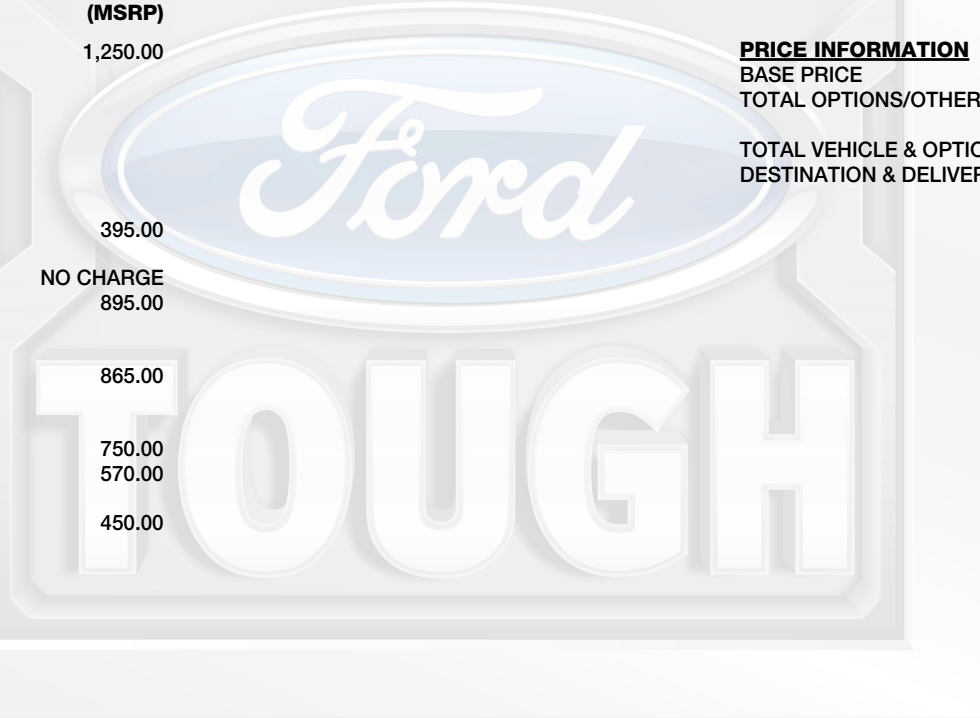 (MSRP)
1,250.00
395.00
NO CHARGE
895.00
865.00
750.00
570.00
450.00
PRICE INFORMATION
BASE PRICE
TOTAL OPTIONS/OTHER
TOTAL VEHICLE & OPTIO
DESTINATION & DELIVER
Ford
TOUGH